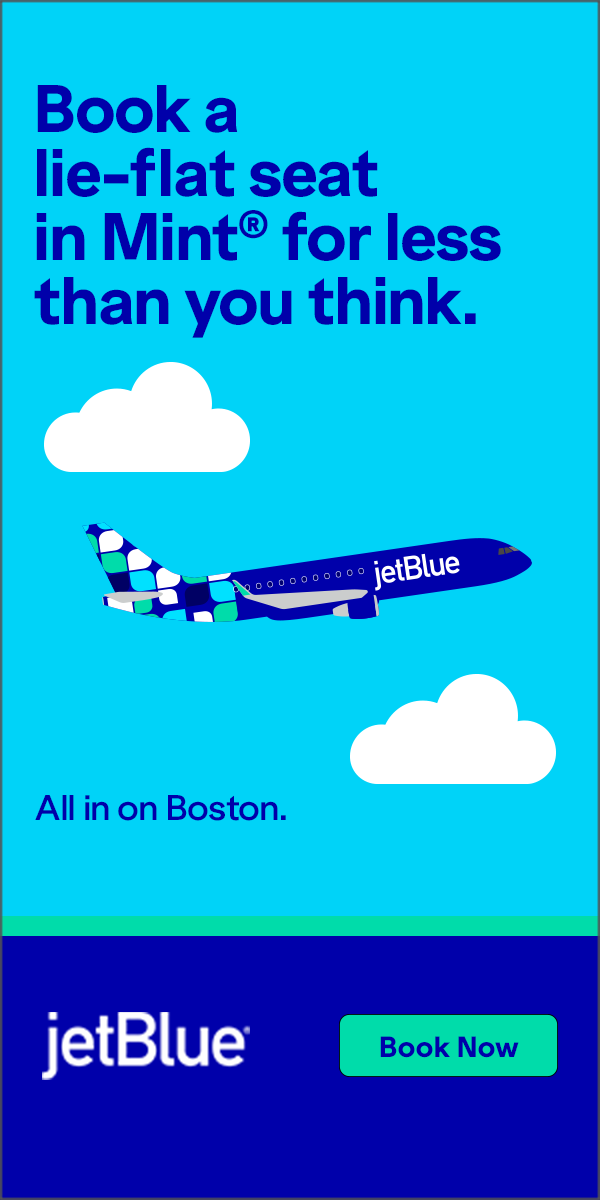 Book a
lie-flat seat
in Mint® for less
than you think.
jetBlue
All in on Boston.
jetBlue®
Book Now